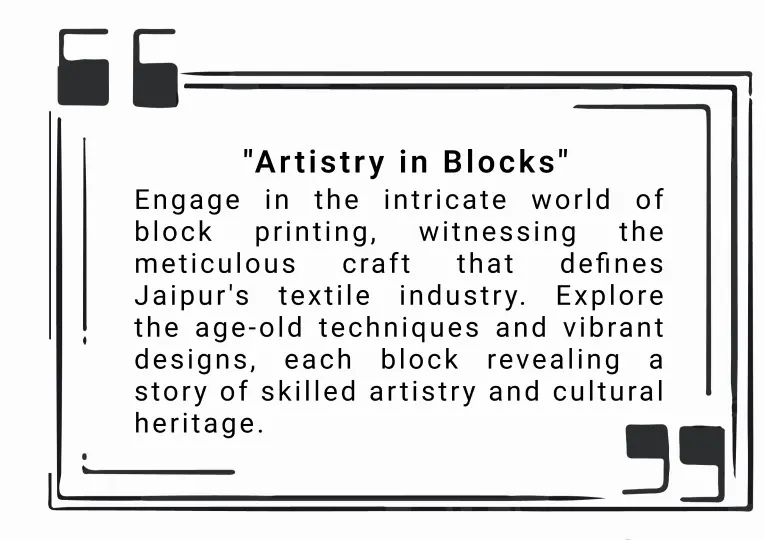 "Artistry in Blocks"
Engage in the intricate world of
block printing, witnessing the
meticulous craft that defines
Jaipur's textile industry. Explore
the age-old techniques and vibrant
designs, each block revealing a
story of skilled artistry and cultural
heritage.